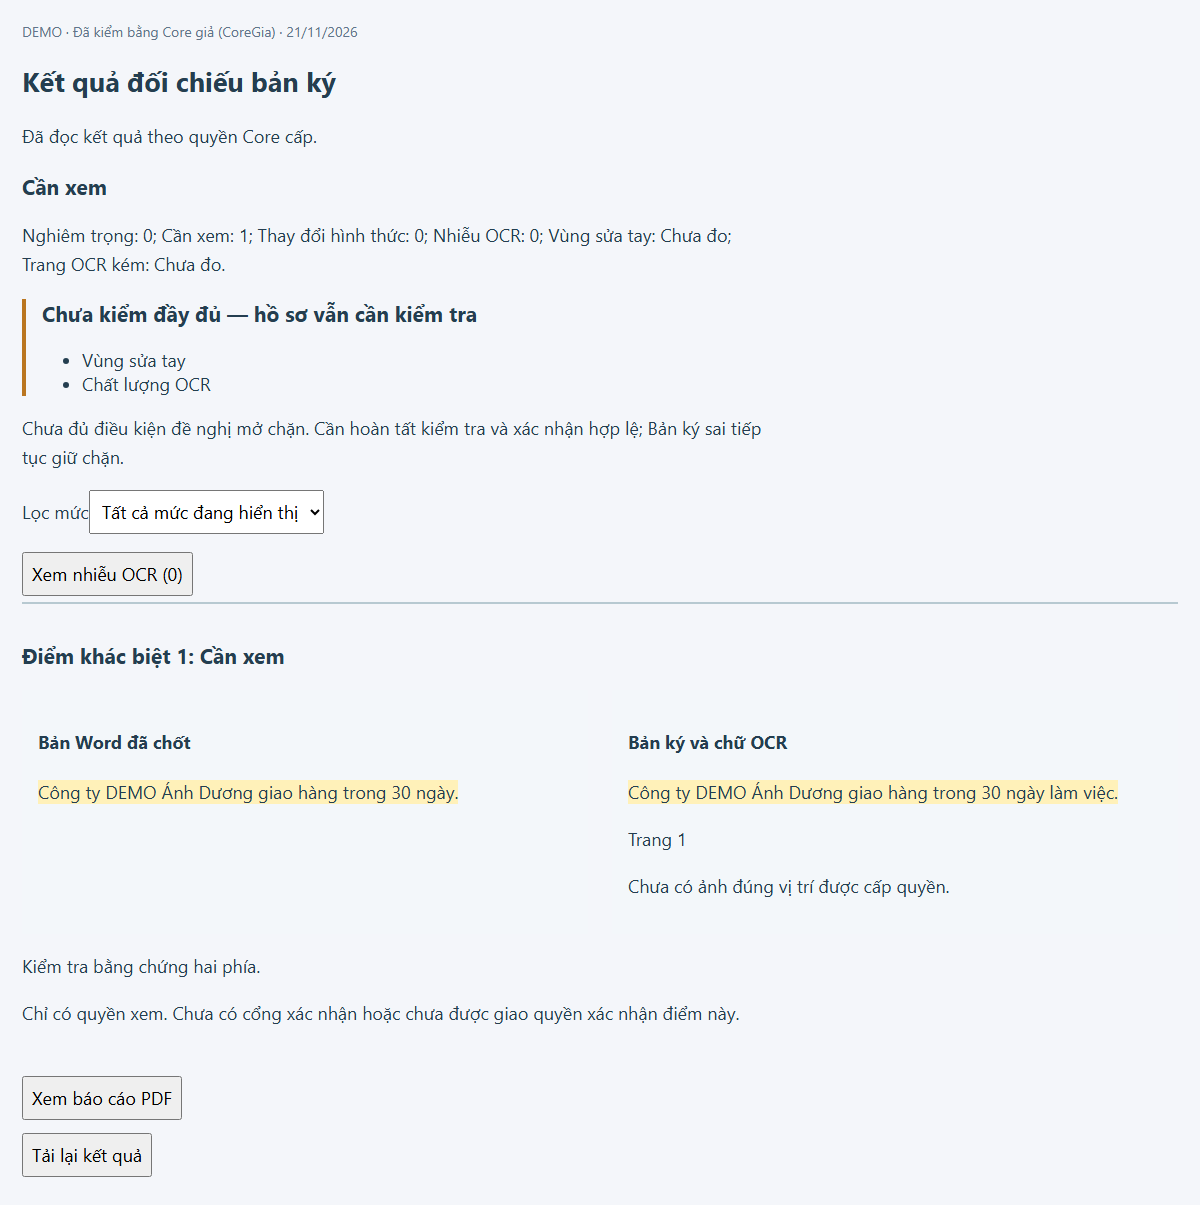 DEMO · Đã kiểm bằng Core giả (CoreGia) · 21/11/2026
Kết quả đối chiếu bản ký
Đã đọc kết quả theo quyền Core cấp.
Cần xem
Nghiêm trọng: 0; Cần xem: 1; Thay đổi hình thức: 0; Nhiễu OCR: 0; Vùng sửa tay: Chưa đo;
Trang OCR kém: Chưa đo.
Chưa kiểm đầy đủ — hồ sơ vẫn cần kiểm tra
• Vùng sửa tay
• Chất lượng OCR
Chưa đủ điều kiện đề nghị mở chặn. Cần hoàn tất kiểm tra và xác nhận hợp lệ; Bản ký sai tiếp
tục giữ chặn.
Lọc mức Tất cả mức đang hiển thị
Xem nhiễu OCR (0)
Điểm khác biệt 1: Cần xem
Bản Word đã chốt
Công ty DEMO Ánh Dương giao hàng trong 30 ngày.
Bản ký và chữ OCR
Công ty DEMO Ánh Dương giao hàng trong 30 ngày làm việc.
Trang 1
Chưa có ảnh đúng vị trí được cấp quyền.
Kiểm tra bằng chứng hai phía.
Chỉ có quyền xem. Chưa có cổng xác nhận hoặc chưa được giao quyền xác nhận điểm này.
Xem báo cáo PDF
Tải lại kết quả